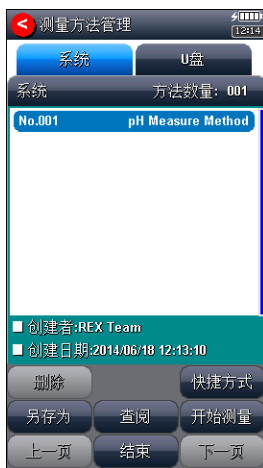 测量方法管理
12:14
系统 U盘
系统 方法数量: 001
No.001 pH Measure Method
创建者:REX Team
创建日期:2014/06/18 12:13:10
删除 快捷方式
另存为 查阅 开始测量
上一页 结束 下一页